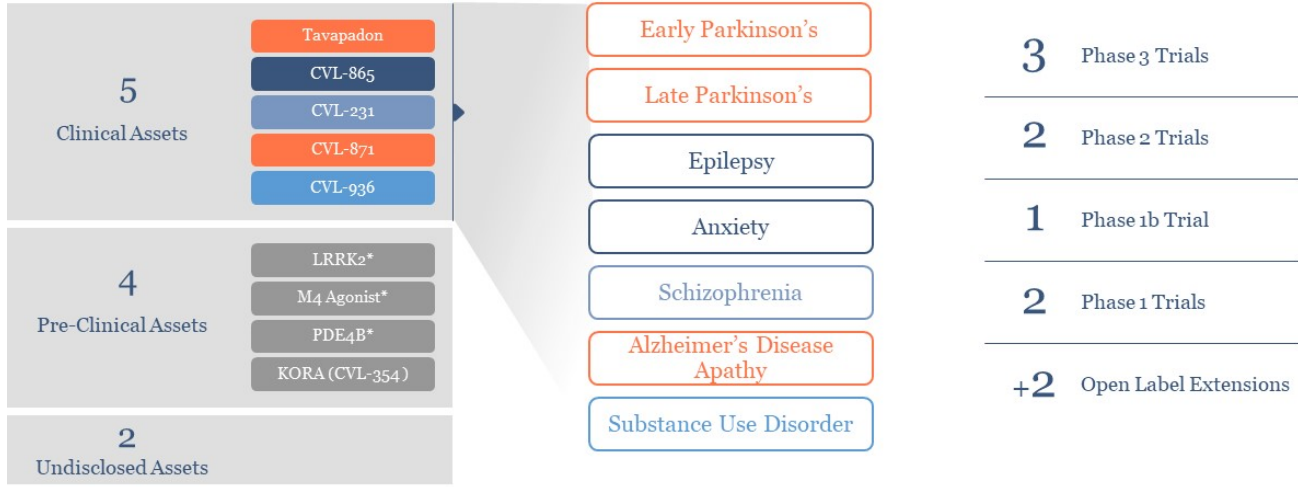 5
Clinical Assets
Tavapadon
CVL-865
CVL-231
CVL-871
CVL-936
4
Pre-Clinical Assets
LRRK2*
M4 Agonist*
PDE4B*
KORA (CVL-354)
2
Undisclosed Assets
Early Parkinson's
Late Parkinson's
Epilepsy
Anxiety
Schizophrenia
Alzheimer's Disease
Apathy
Substance Use Disorder
3 Phase 3 Trials
2 Phase 2 Trials
1 Phase 1b Trial
2 Phase 1 Trials
+2 Open Label Extensions